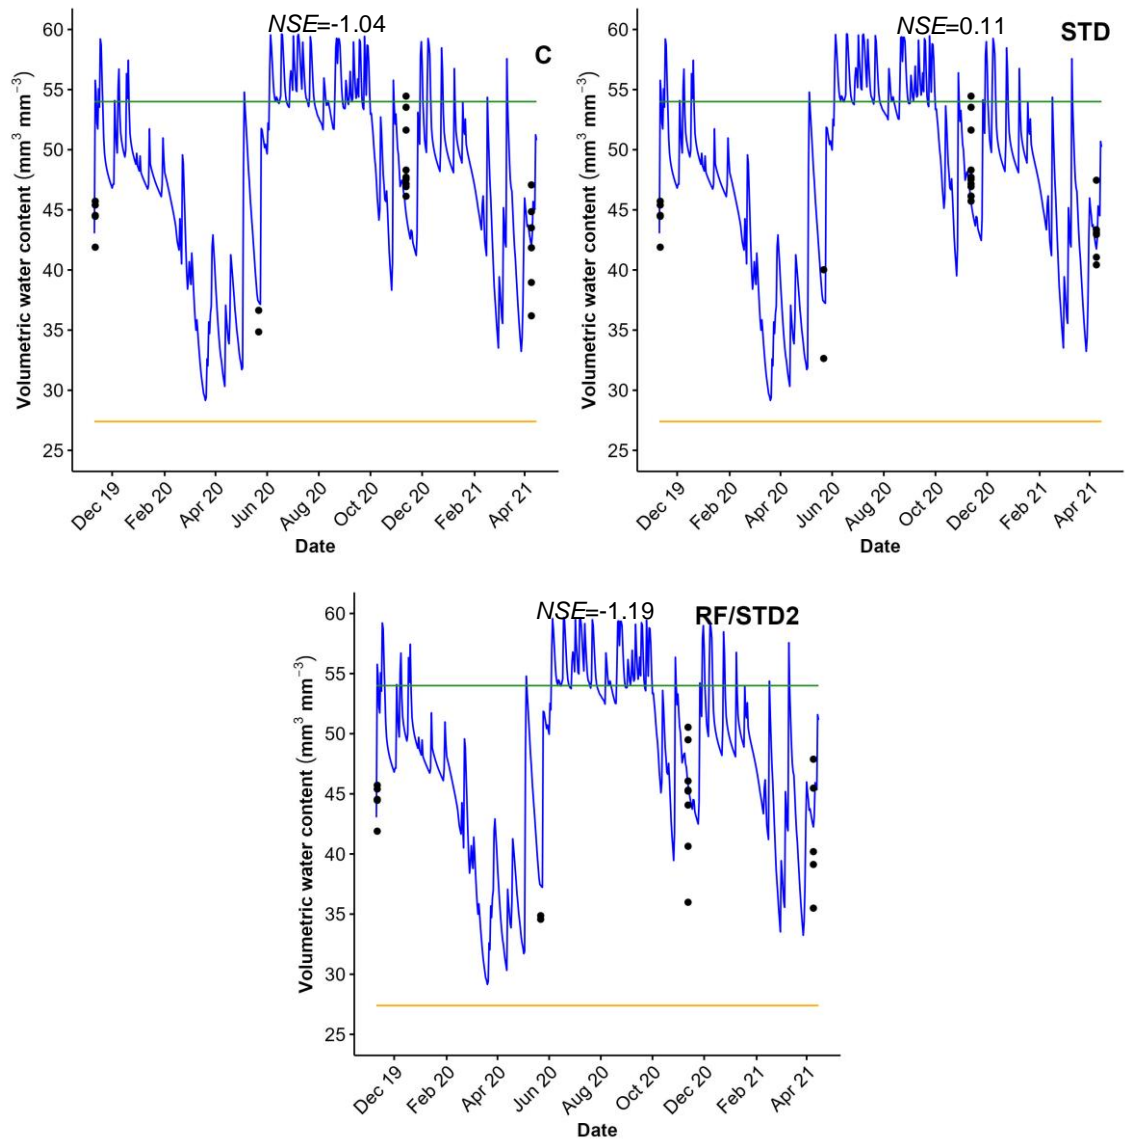 NSE=-1.04
C
60
55
50
45
40
35
30
25
Volumetric water content (mm³ mm⁻³)
Dec 19 Feb 20 Apr 20 Jun 20 Aug 20 Oct 20 Dec 20 Feb 21 Apr 21
Date
NSE=0.11
STD
60
55
50
45
40
35
30
25
Volumetric water content (mm³ mm⁻³)
Dec 19 Feb 20 Apr 20 Jun 20 Aug 20 Oct 20 Dec 20 Feb 21 Apr 21
Date
NSE=-1.19
RF/STD2
60
55
50
45
40
35
30
25
Volumetric water content (mm³ mm⁻³)
Dec 19 Feb 20 Apr 20 Jun 20 Aug 20 Oct 20 Dec 20 Feb 21 Apr 21
Date